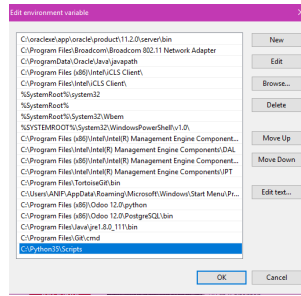 Edit environment variable
C:\oraclexe\app\oracle\product\11.2.0\server\bin
C:\Program Files\Broadcom\Broadcom 802.11 Network Adapter
C:\ProgramData\Oracle\Java\javapath
C:\Program Files (x86)\Intel\iCLS Client\
C:\Program Files\Intel\iCLS Client\
%SystemRoot%\system32
%SystemRoot%
%SystemRoot%\System32\Wbem
%SYSTEMROOT%\System32\WindowsPowerShell\v1.0\
C:\Program Files (x86)\Intel\Intel(R) Management Engine Component...
C:\Program Files\Intel\Intel(R) Management Engine Components\DAL
C:\Program Files (x86)\Intel\Intel(R) Management Engine Component...
C:\Program Files\Intel\Intel(R) Management Engine Components\IPT
C:\Program Files\TortoiseGit\bin
C:\Users\ANIF\AppData\Roaming\Microsoft\Windows\Start Menu\Pr...
C:\Program Files (x86)\Odoo 12.0\python
C:\Program Files (x86)\Odoo 12.0\PostgreSQL\bin
C:\Program Files\Java\jre1.8.0_111\bin
C:\Program Files\Git\cmd
C:\Python35\Scripts
New
Edit
Browse...
Delete
Move Up
Move Down
Edit text...
OK
Cancel